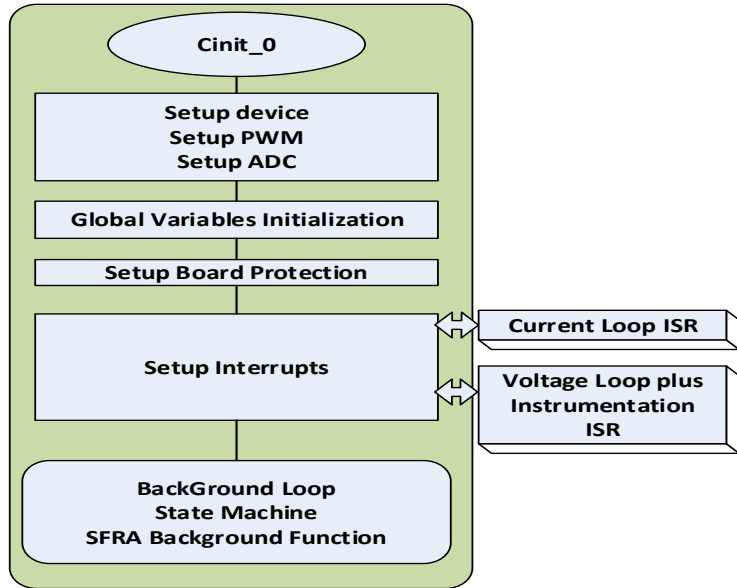 Cinit_0
Setup device
Setup PWM
Setup ADC
Global Variables Initialization
Setup Board Protection
Setup Interrupts
Current Loop ISR
Voltage Loop plus
Instrumentation
ISR
BackGround Loop
State Machine
SFRA Background Function